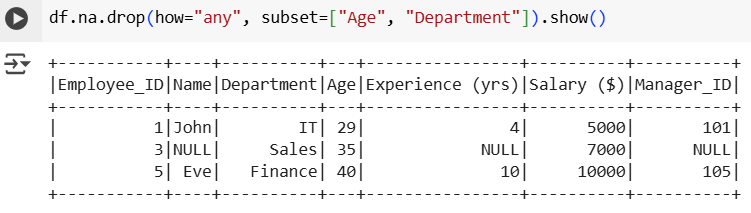 df.na.drop(how="any", subset=["Age", "Department"]).show()
+-----------+----+----------+---+----------------+----------+----------+
|Employee_ID|Name|Department|Age|Experience (yrs)|Salary ($)|Manager_ID|
+-----------+----+----------+---+----------------+----------+----------+
|          1|John|        IT| 29|               4|      5000|       101|
|          3|NULL|     Sales| 35|            NULL|      7000|      NULL|
|          5| Eve|   Finance| 40|              10|     10000|       105|
+-----------+----+----------+---+----------------+----------+----------+